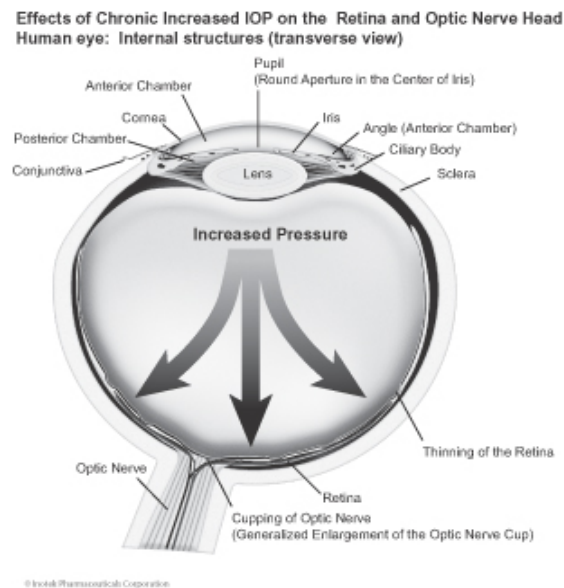 Effects of Chronic Increased IOP on the Retina and Optic Nerve Head
Human eye: Internal structures (transverse view)
Pupil
(Round Aperture in the Center of Iris)
Anterior Chamber
Cornea
Iris
Angle (Anterior Chamber)
Posterior Chamber
Ciliary Body
Conjunctiva
Lens
Sclera
Increased Pressure
Thinning of the Retina
Optic Nerve
Retina
Cupping of Optic Nerve
(Generalized Enlargement of the Optic Nerve Cup)
© Inotek Pharmaceuticals Corporation